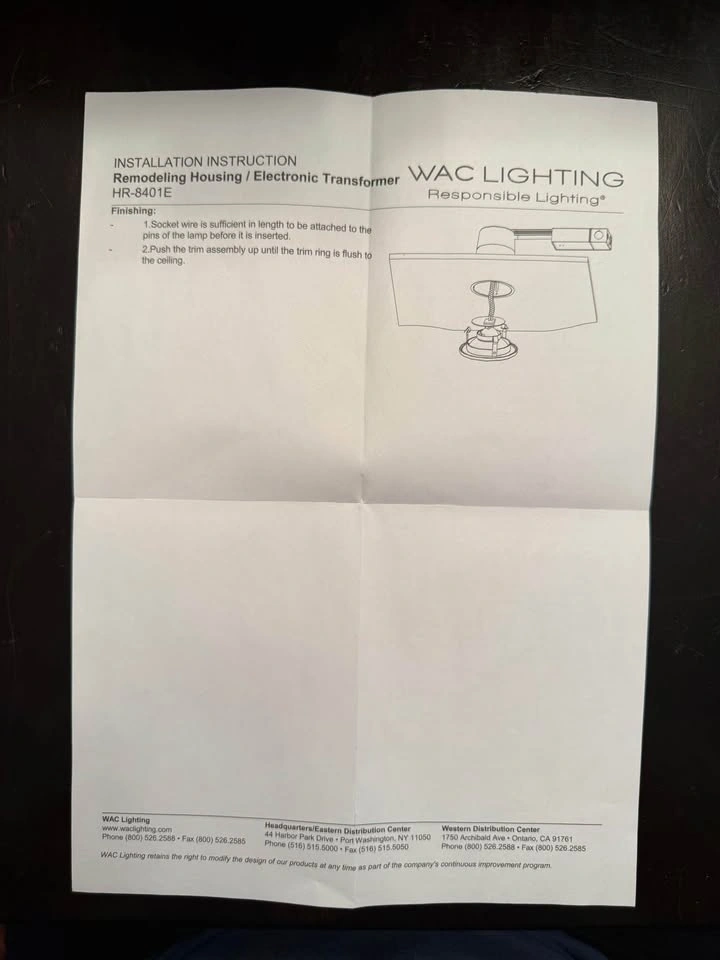 INSTALLATION INSTRUCTION
Remodeling Housing / Electronic Transformer
HR-8401E
WAC LIGHTING
Responsible Lighting®
Finishing:
- 1.Socket wire is sufficient in length to be attached to the
pins of the lamp before it is inserted.
- 2.Push the trim assembly up until the trim ring is flush to
the ceiling.
WAC Lighting
www.waclighting.com
Phone (800) 526.2588 • Fax (800) 526.2585
Headquarters/Eastern Distribution Center
44 Harbor Park Drive • Port Washington, NY 11050
Phone (516) 515.5000 • Fax (516) 515.5050
Western Distribution Center
1750 Archibald Ave • Ontario, CA 91761
Phone (800) 526.2588 • Fax (800) 526.2585
WAC Lighting retains the right to modify the design of our products at any time as part of the company's continuous improvement program.